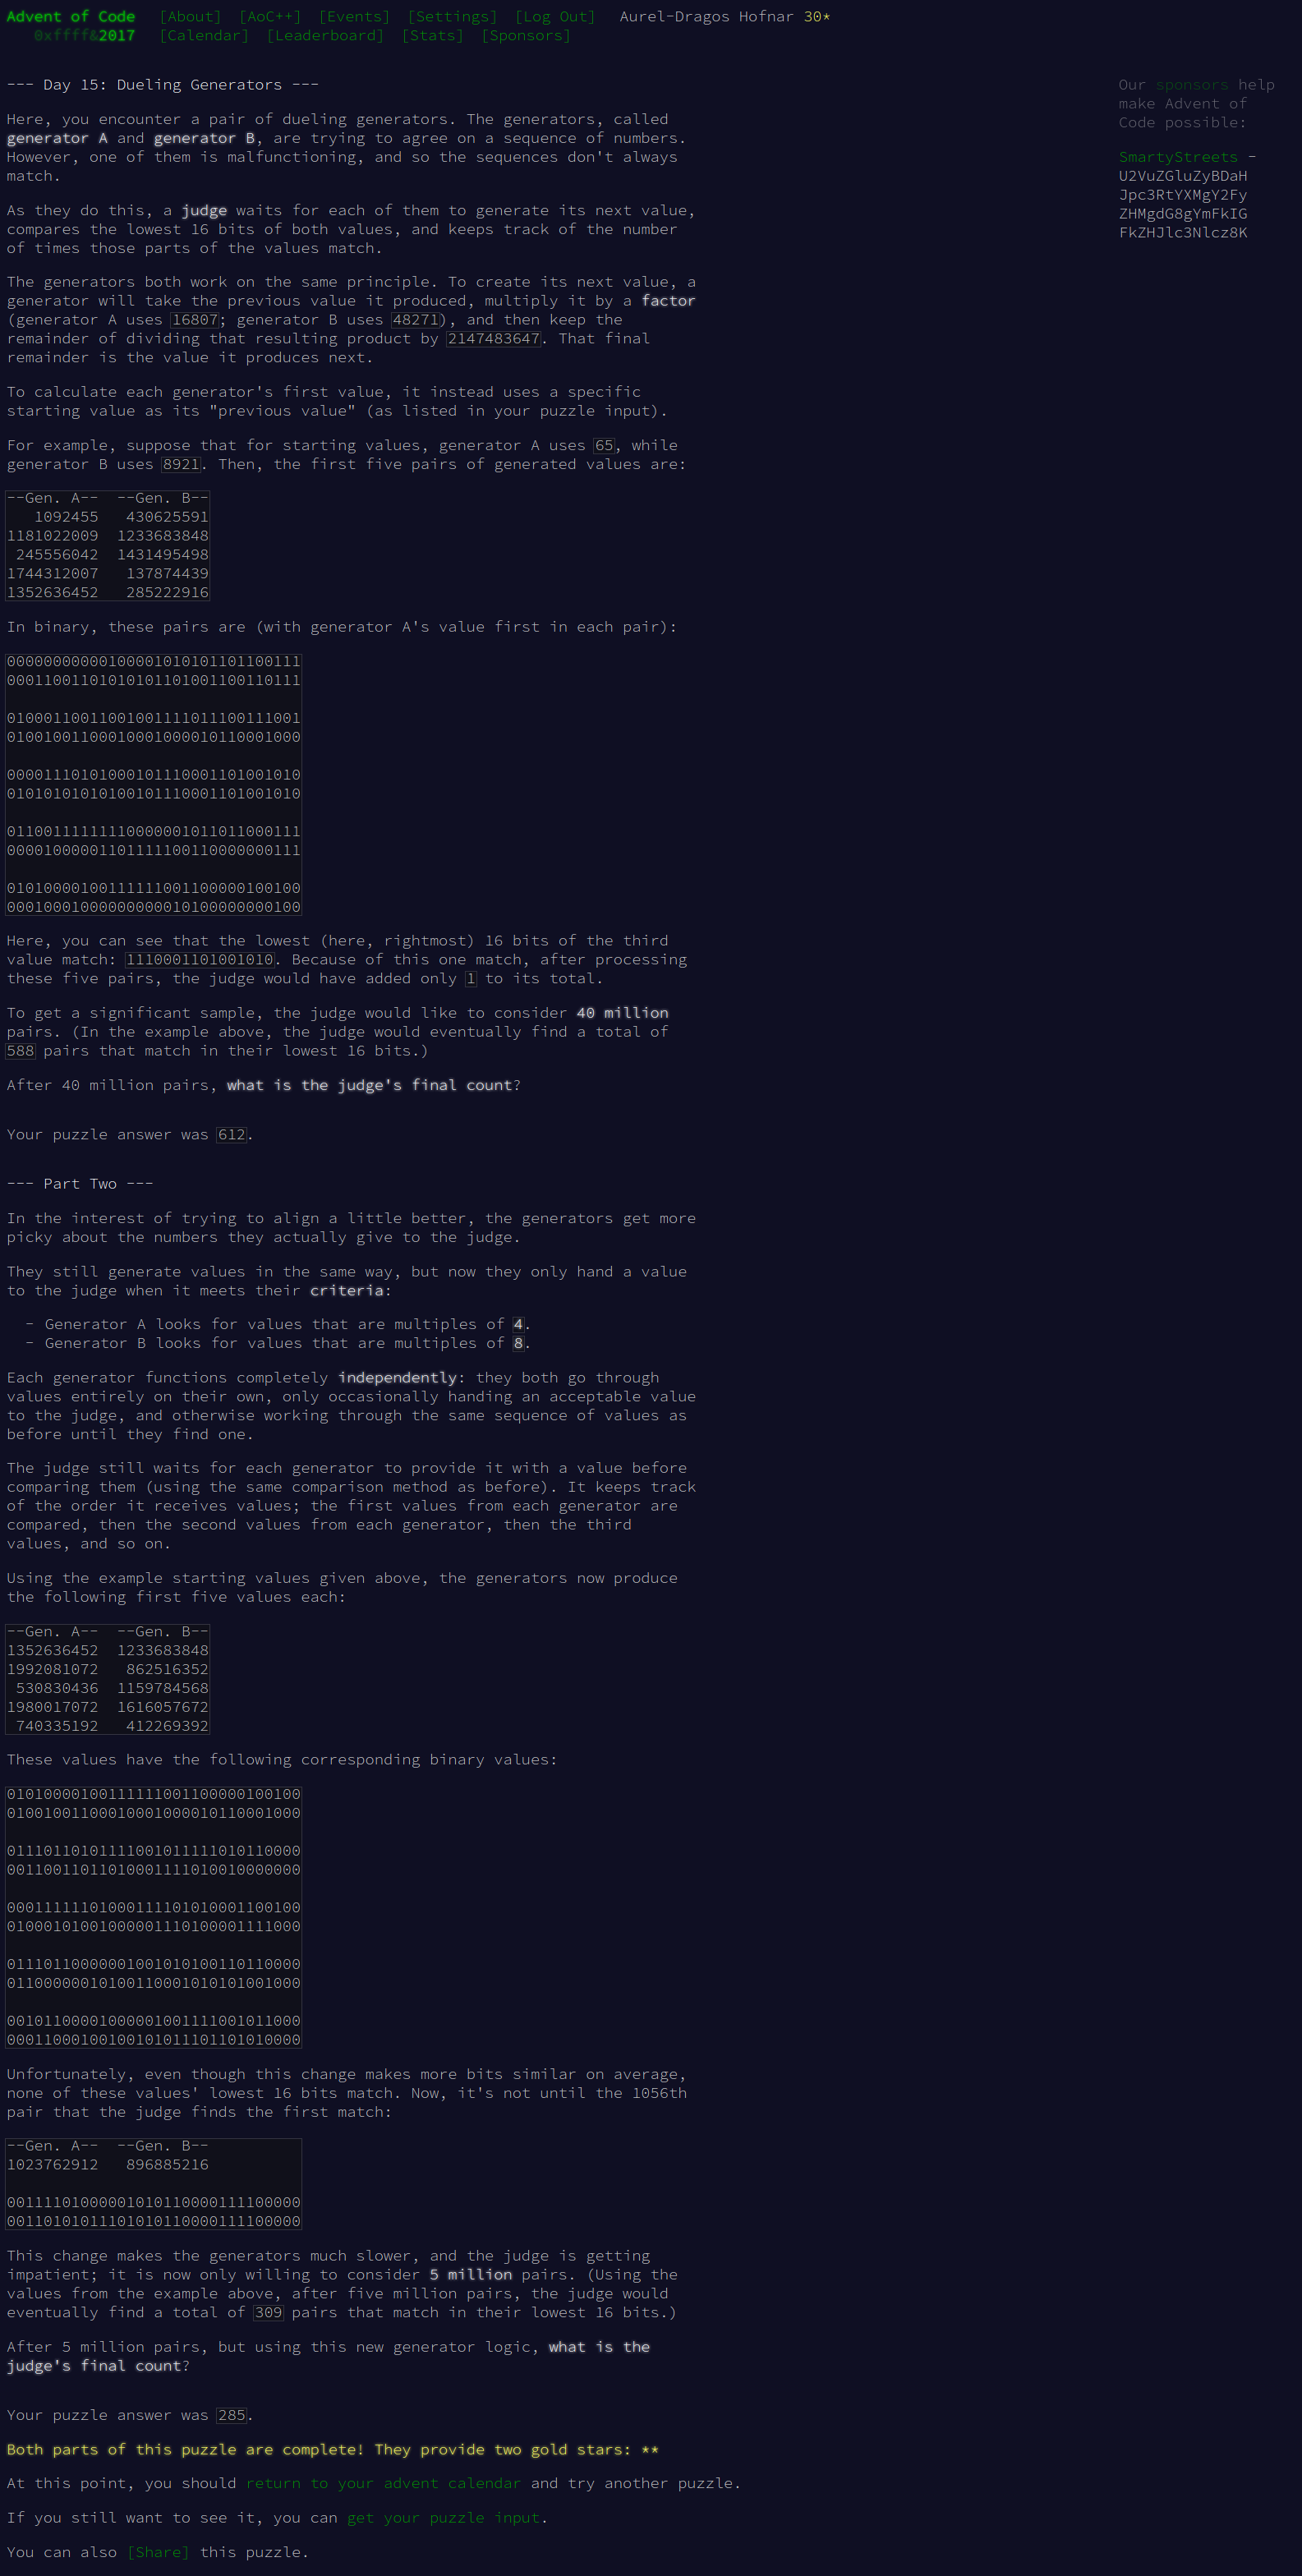 Advent of Code [About] [AoC++] [Events] [Settings] [Log Out] Aurel-Dragos Hofnar 30*
0xffff&2017 [Calendar] [Leaderboard] [Stats] [Sponsors]
--- Day 15: Dueling Generators ---
Here, you encounter a pair of dueling generators. The generators, called
generator A and generator B, are trying to agree on a sequence of numbers.
However, one of them is malfunctioning, and so the sequences don't always
match.
As they do this, a judge waits for each of them to generate its next value,
compares the lowest 16 bits of both values, and keeps track of the number
of times those parts of the values match.
The generators both work on the same principle. To create its next value, a
generator will take the previous value it produced, multiply it by a factor
(generator A uses 16807; generator B uses 48271), and then keep the
remainder of dividing that resulting product by 2147483647. That final
remainder is the value it produces next.
To calculate each generator's first value, it instead uses a specific
starting value as its "previous value" (as listed in your puzzle input).
For example, suppose that for starting values, generator A uses 65, while
generator B uses 8921. Then, the first five pairs of generated values are:
--Gen. A--  --Gen. B--
   1092455   430625591
1181022009  1233683848
 245556042  1431495498
1744312007   137874439
1352636452   285222916
In binary, these pairs are (with generator A's value first in each pair):
00000000000100001010101101100111
00011001101010101101001100110111
01000110011001001111011100111001
01001001100010001000010110001000
00001110101000101110001101001010
01010101010100101110001101001010
01100111111110000001011011000111
00001000001101111100110000000111
01010000100111111001100000100100
00010001000000000010100000000100
Here, you can see that the lowest (here, rightmost) 16 bits of the third
value match: 1110001101001010. Because of this one match, after processing
these five pairs, the judge would have added only 1 to its total.
To get a significant sample, the judge would like to consider 40 million
pairs. (In the example above, the judge would eventually find a total of
588 pairs that match in their lowest 16 bits.)
After 40 million pairs, what is the judge's final count?
Your puzzle answer was 612.
--- Part Two ---
In the interest of trying to align a little better, the generators get more
picky about the numbers they actually give to the judge.
They still generate values in the same way, but now they only hand a value
to the judge when it meets their criteria:
- Generator A looks for values that are multiples of 4.
- Generator B looks for values that are multiples of 8.
Each generator functions completely independently: they both go through
values entirely on their own, only occasionally handing an acceptable value
to the judge, and otherwise working through the same sequence of values as
before until they find one.
The judge still waits for each generator to provide it with a value before
comparing them (using the same comparison method as before). It keeps track
of the order it receives values; the first values from each generator are
compared, then the second values from each generator, then the third
values, and so on.
Using the example starting values given above, the generators now produce
the following first five values each:
--Gen. A--  --Gen. B--
1352636452  1233683848
1992081072   862516352
 530830436  1159784568
1980017072  1616057672
 740335192   412269392
These values have the following corresponding binary values:
01010000100111111001100000100100
01001001100010001000010110001000
01110110101111001011111010110000
00110011011010001111010010000000
00011111101000111101010001100100
01000101001000001110100001111000
01110110000001001010100110110000
01100000010100110001010101001000
00101100001000001001111001011000
00011000100100101011101101010000
Unfortunately, even though this change makes more bits similar on average,
none of these values' lowest 16 bits match. Now, it's not until the 1056th
pair that the judge finds the first match:
--Gen. A--  --Gen. B--
1023762912   896885216
00111101000001010110000111100000
00110101011101010110000111100000
This change makes the generators much slower, and the judge is getting
impatient; it is now only willing to consider 5 million pairs. (Using the
values from the example above, after five million pairs, the judge would
eventually find a total of 309 pairs that match in their lowest 16 bits.)
After 5 million pairs, but using this new generator logic, what is the
judge's final count?
Your puzzle answer was 285.
Both parts of this puzzle are complete! They provide two gold stars: **
At this point, you should return to your advent calendar and try another puzzle.
If you still want to see it, you can get your puzzle input.
You can also [Share] this puzzle.
Our sponsors help
make Advent of
Code possible:
SmartyStreets -
U2VuZGluZyBDaH
Jpc3RtYXMgY2Fy
ZHMgdG8gYmFkIG
FkZHJlc3Nlcz8K